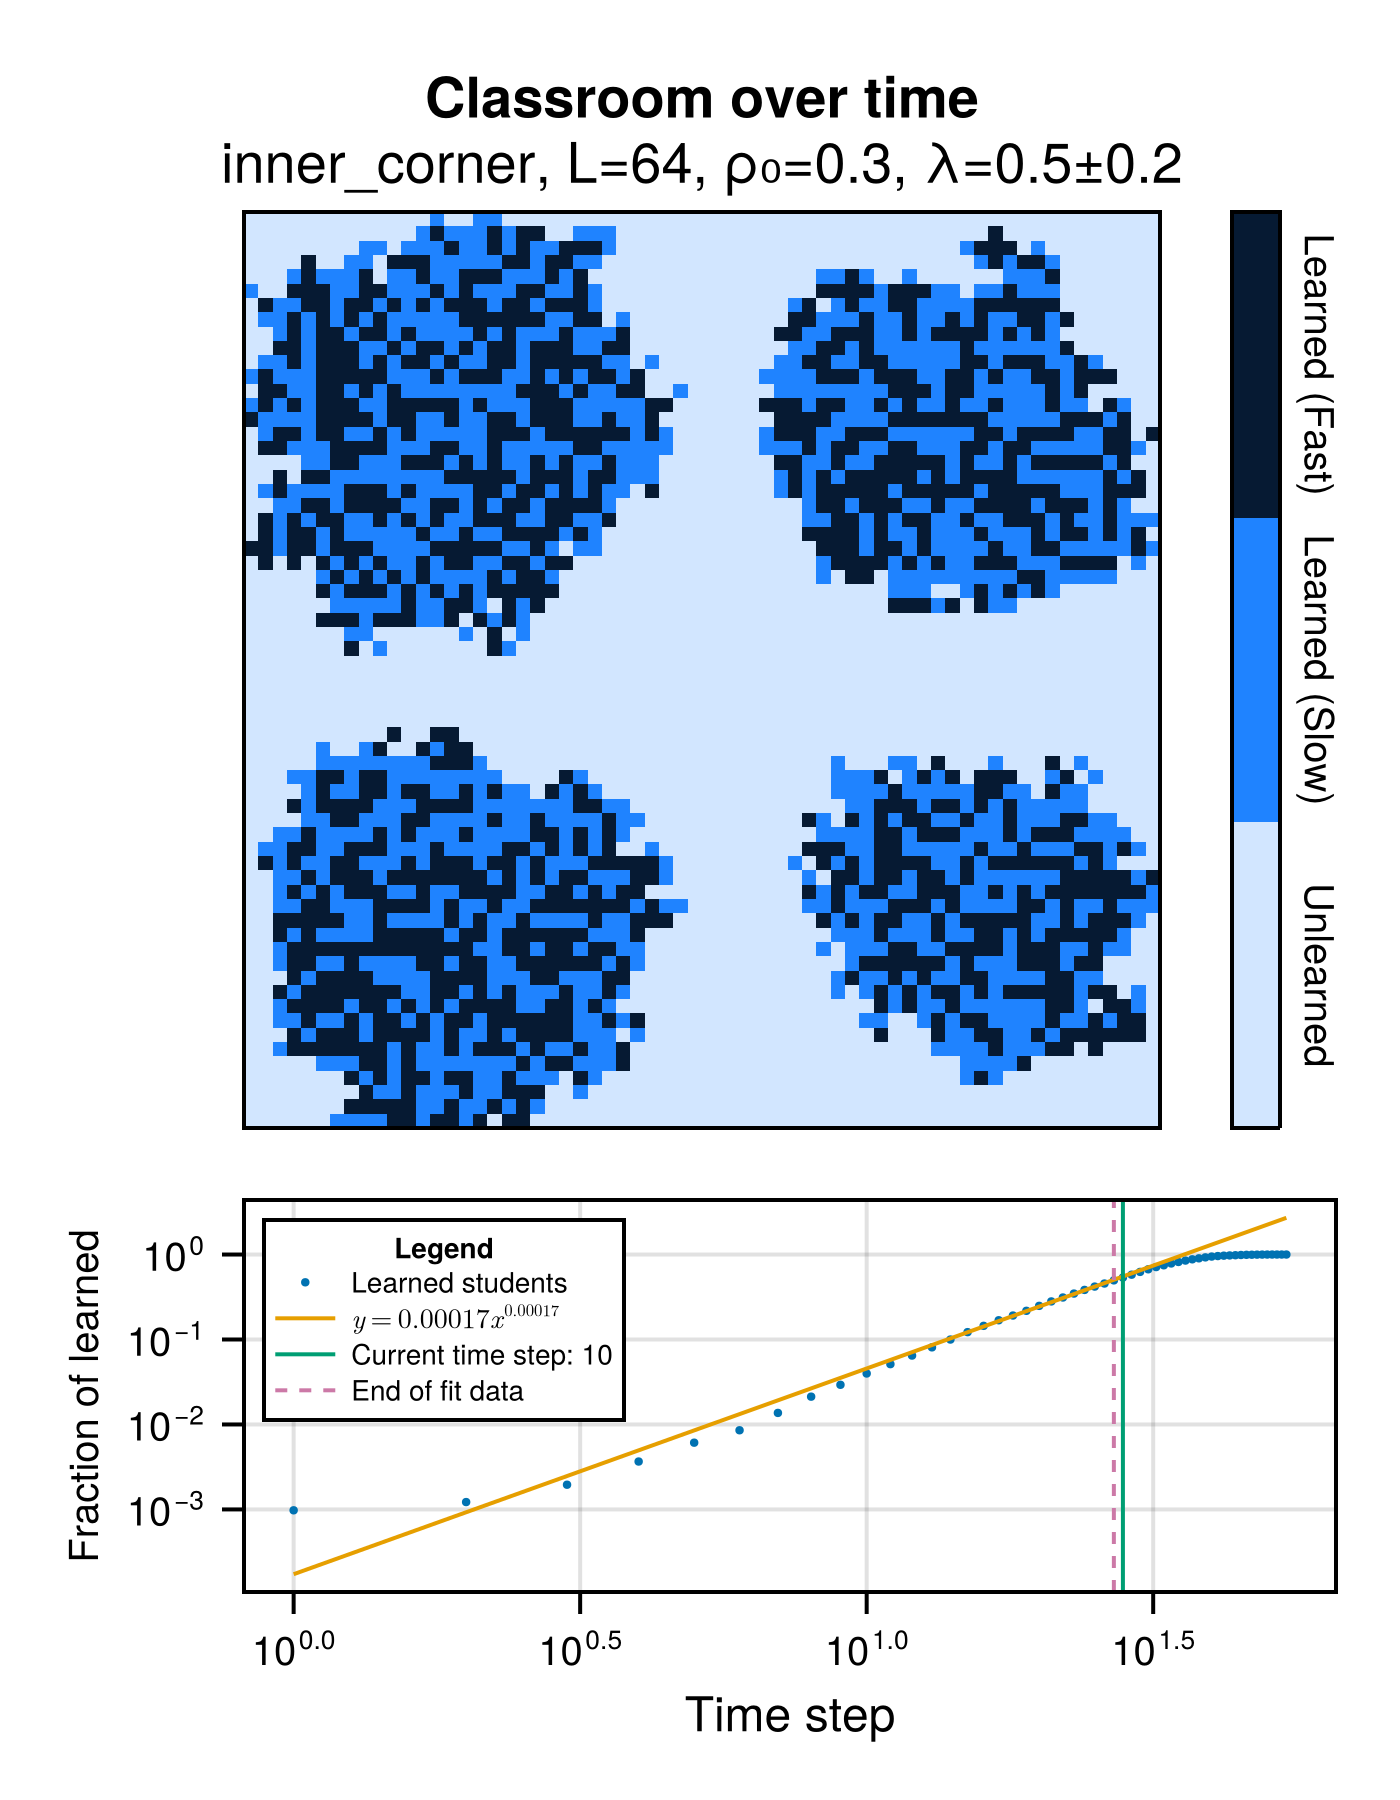 Classroom over time
inner_corner, L=64, ρ₀=0.3, λ=0.5±0.2
Learned (Fast)
Learned (Slow)
Unlearned
Fraction of learned
10⁰
10⁻¹
10⁻²
10⁻³
Legend
Learned students
y = 0.00017x^0.00017
Current time step: 10
End of fit data
10^0.0
10^0.5
10^1.0
10^1.5
Time step